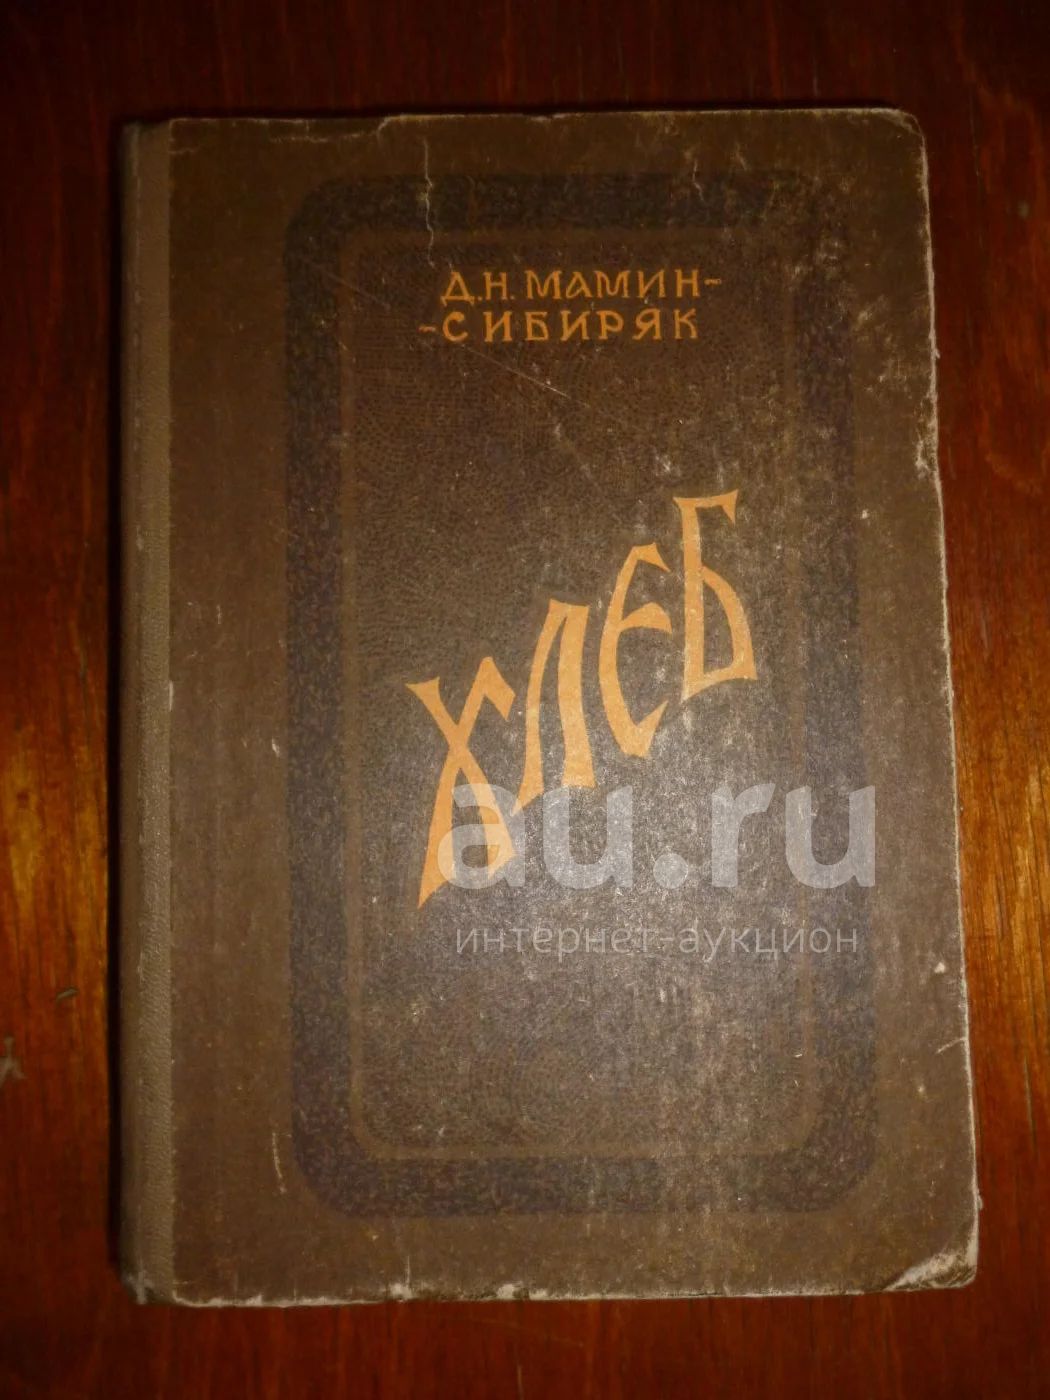 Д.Н. МАМИН-
-СИБИРЯК
ХЛЕБ
au.ru
интернет-аукцион